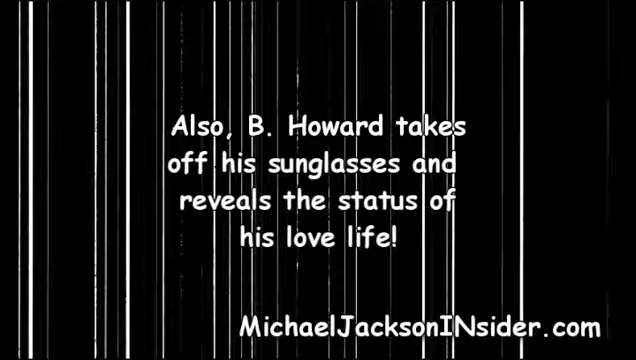 Also, B. Howard takes
off his sunglasses and
reveals the status of
his love life!
MichaelJacksonINsider.com